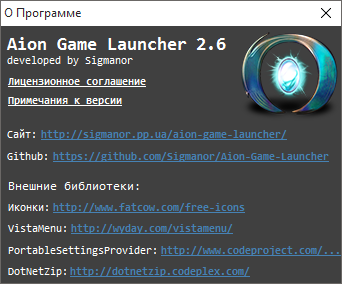 О Программе
Aion Game Launcher 2.6
developed by Sigmanor
Лицензионное соглашение
Примечания к версии
Сайт: http://sigmanor.pp.ua/aion-game-launcher/
Github: https://github.com/Sigmanor/Aion-Game-Launcher
Внешние библиотеки:
Иконки: http://www.fatcow.com/free-icons
VistaMenu: http://wyday.com/vistamenu/
PortableSettingsProvider: http://www.codeproject.com/...
DotNetZip: http://dotnetzip.codeplex.com/